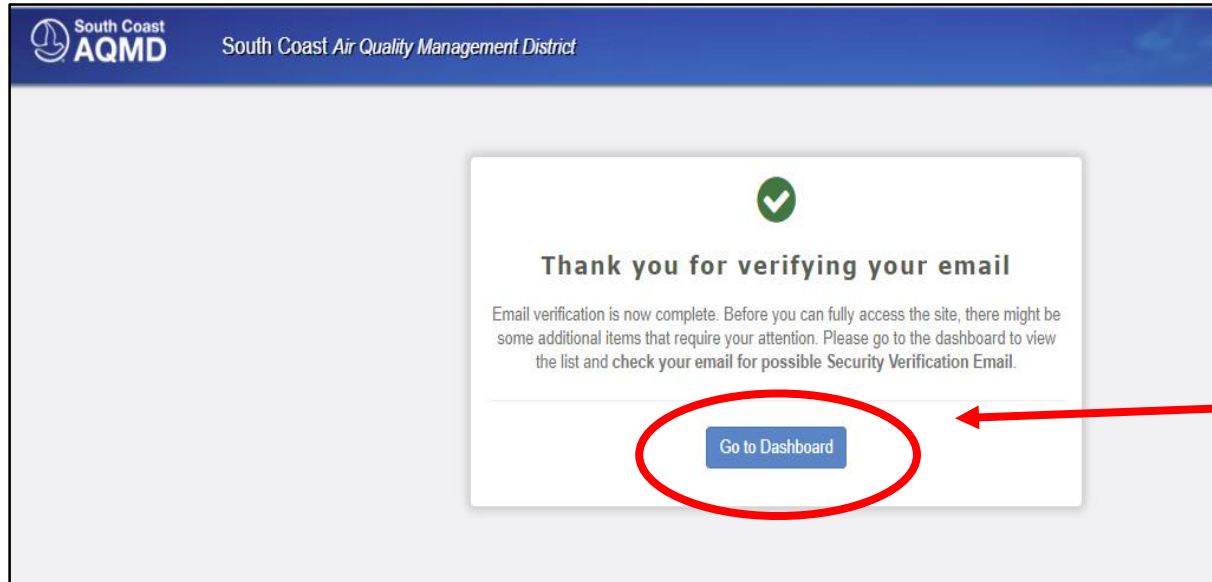 South Coast
AQMD
South Coast Air Quality Management District
Thank you for verifying your email
Email verification is now complete. Before you can fully access the site, there might be
some additional items that require your attention. Please go to the dashboard to view
the list and check your email for possible Security Verification Email.
Go to Dashboard